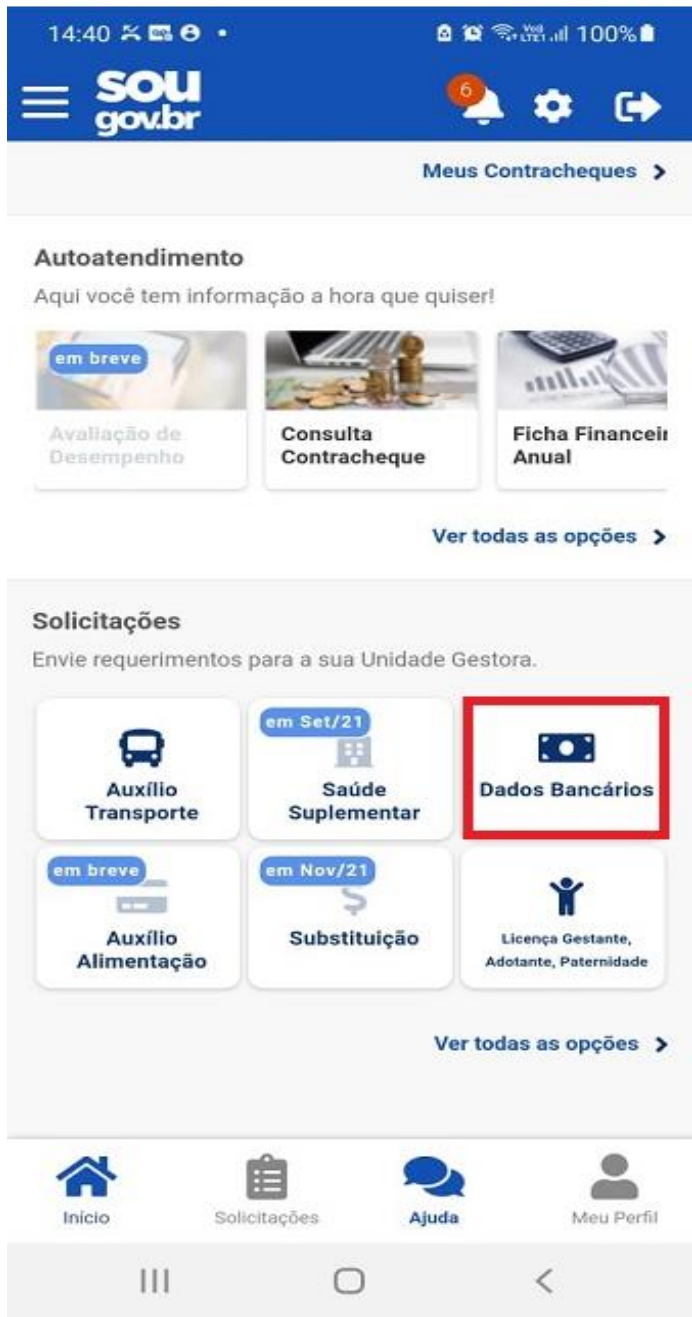 14:40
100%
sou
gov.br
6
Meus Contracheques
Autoatendimento
Aqui você tem informação a hora que quiser!
em breve
Avaliação de
Desempenho
Consulta
Contracheque
Ficha Financeir
Anual
Ver todas as opções
Solicitações
Envie requerimentos para a sua Unidade Gestora.
Auxílio
Transporte
em Set/21
Saúde
Suplementar
Dados Bancários
em breve
Auxílio
Alimentação
em Nov/21
Substituição
Licença Gestante,
Adotante, Paternidade
Ver todas as opções
Início
Solicitações
Ajuda
Meu Perfil